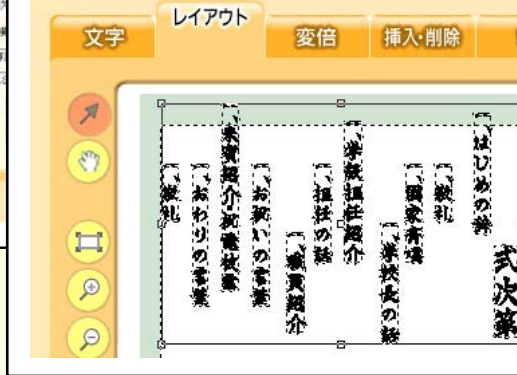 文字
レイアウト
変倍
挿入・削除
式次第
一、はじめの辞
一、敬礼
一、国家斉唱
一、学校長の話
一、学級担任紹介
一、担任の話
一、職員紹介
一、お祝いの言葉
一、来賓紹介祝電披露
一、おわりの言葉
一、敬礼